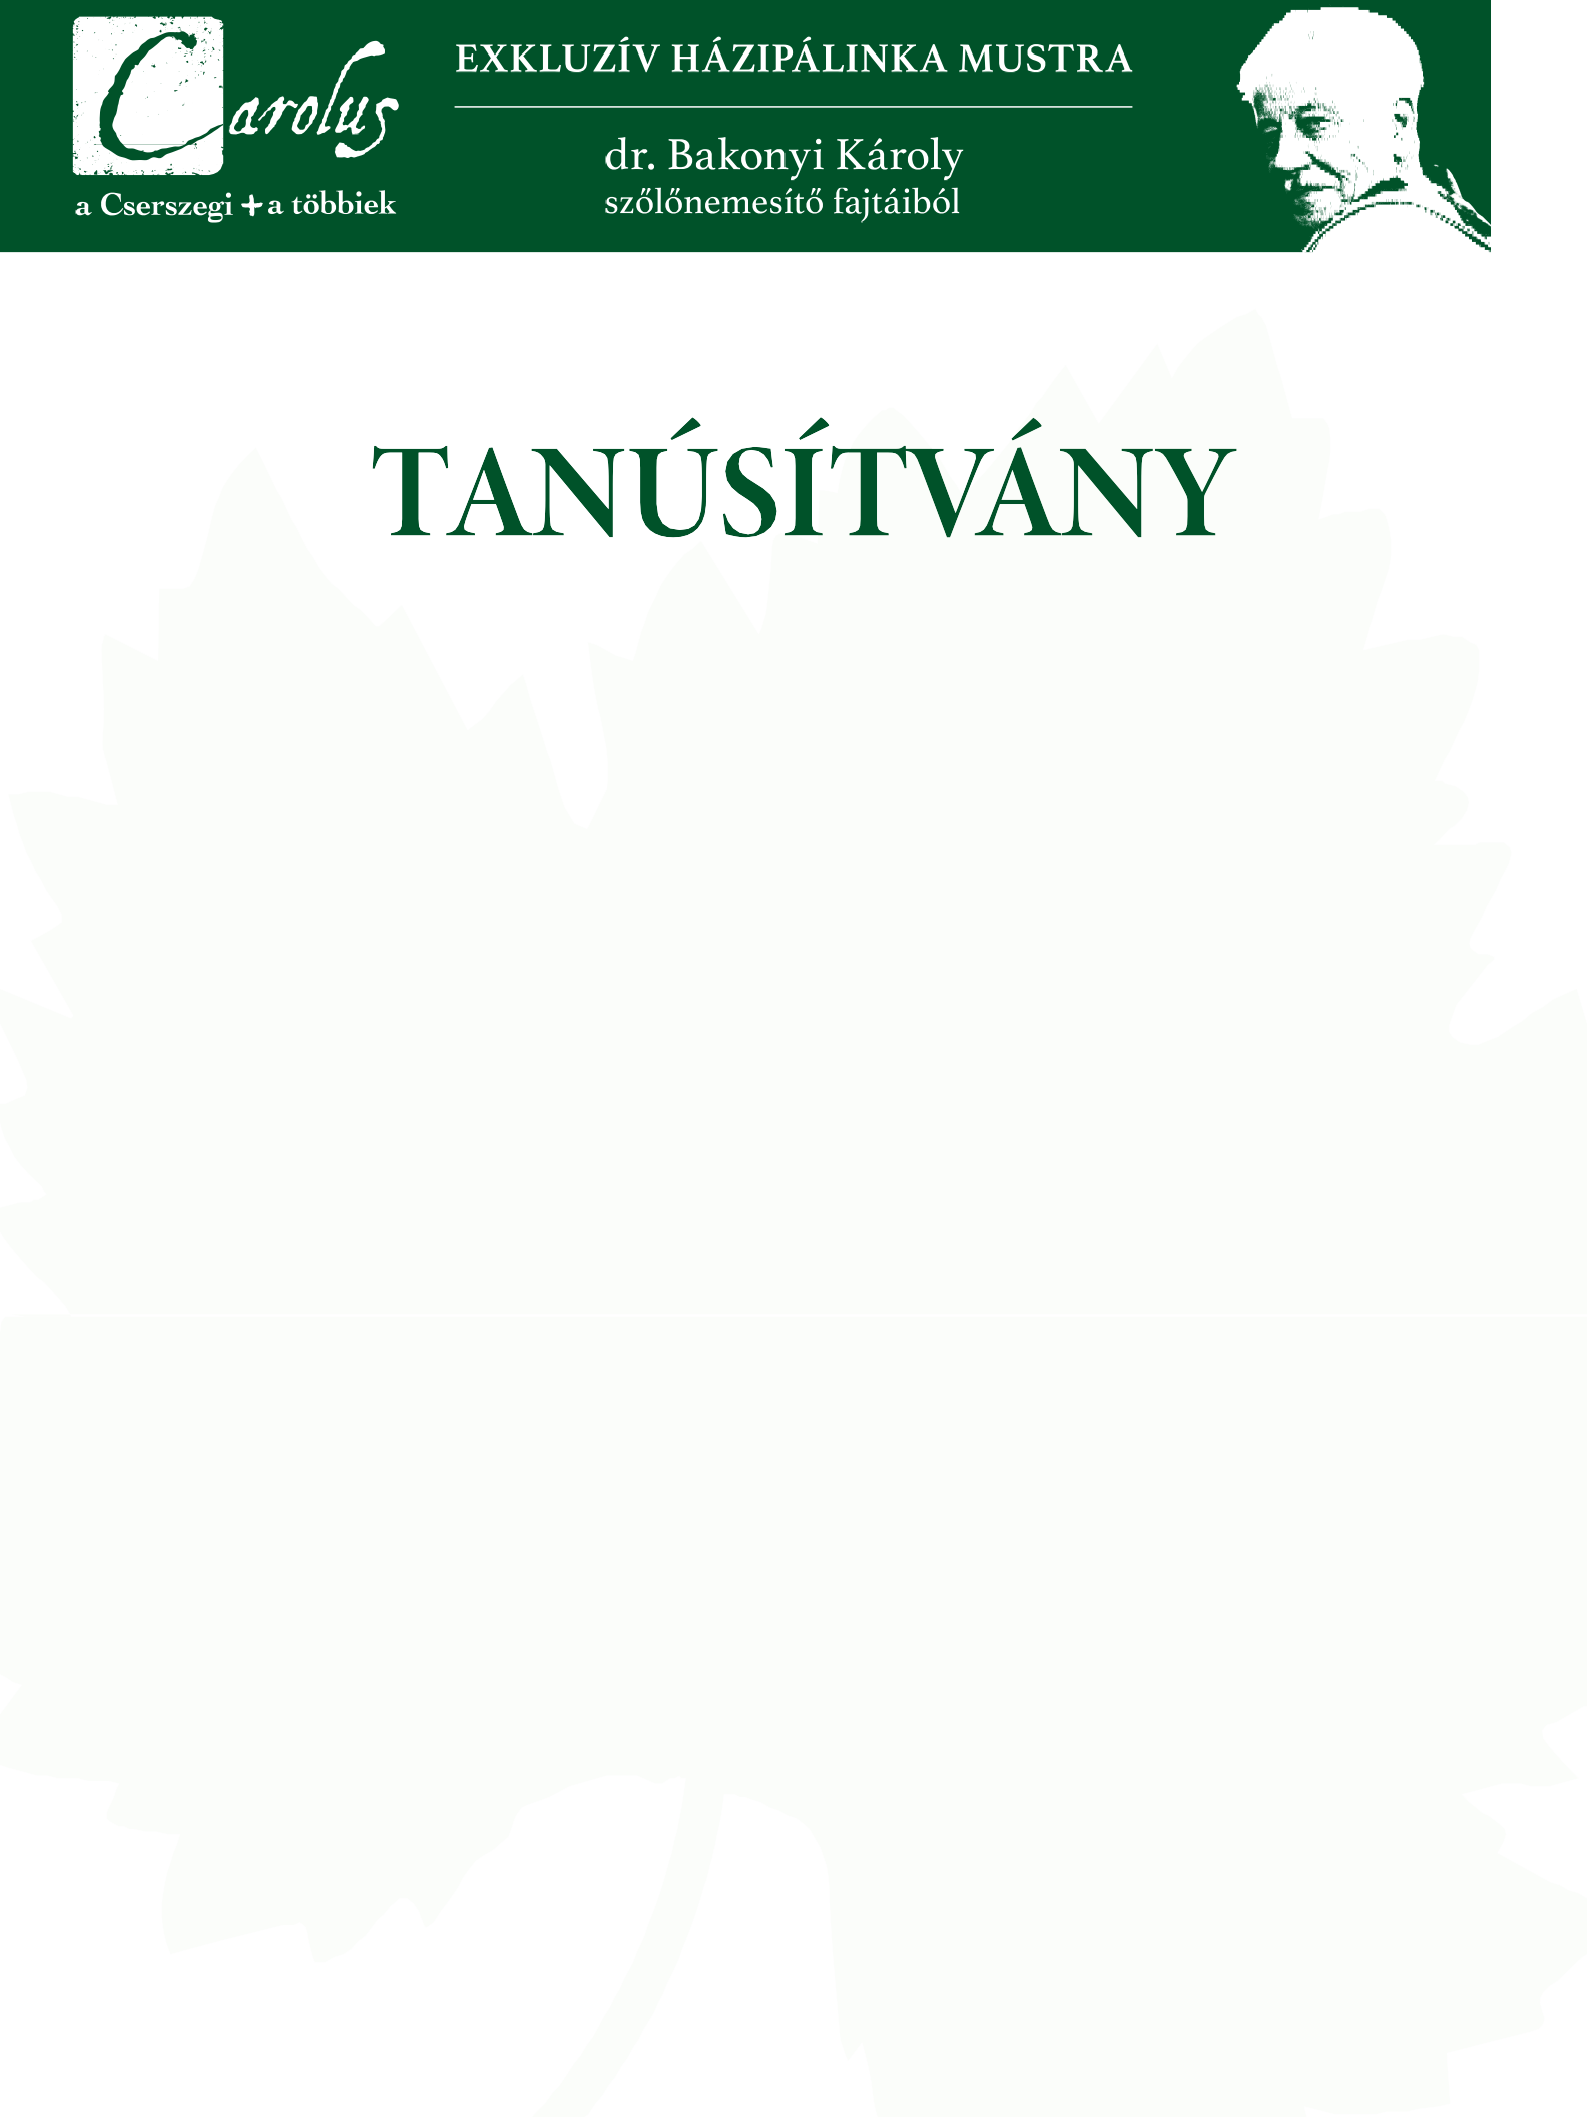 Carolus
a Cserszegi + a többiek
EXKLUZÍV HÁZIPÁLINKA MUSTRA
dr. Bakonyi Károly
szőlőnemesítő fajtáiból
TANÚSÍTVÁNY